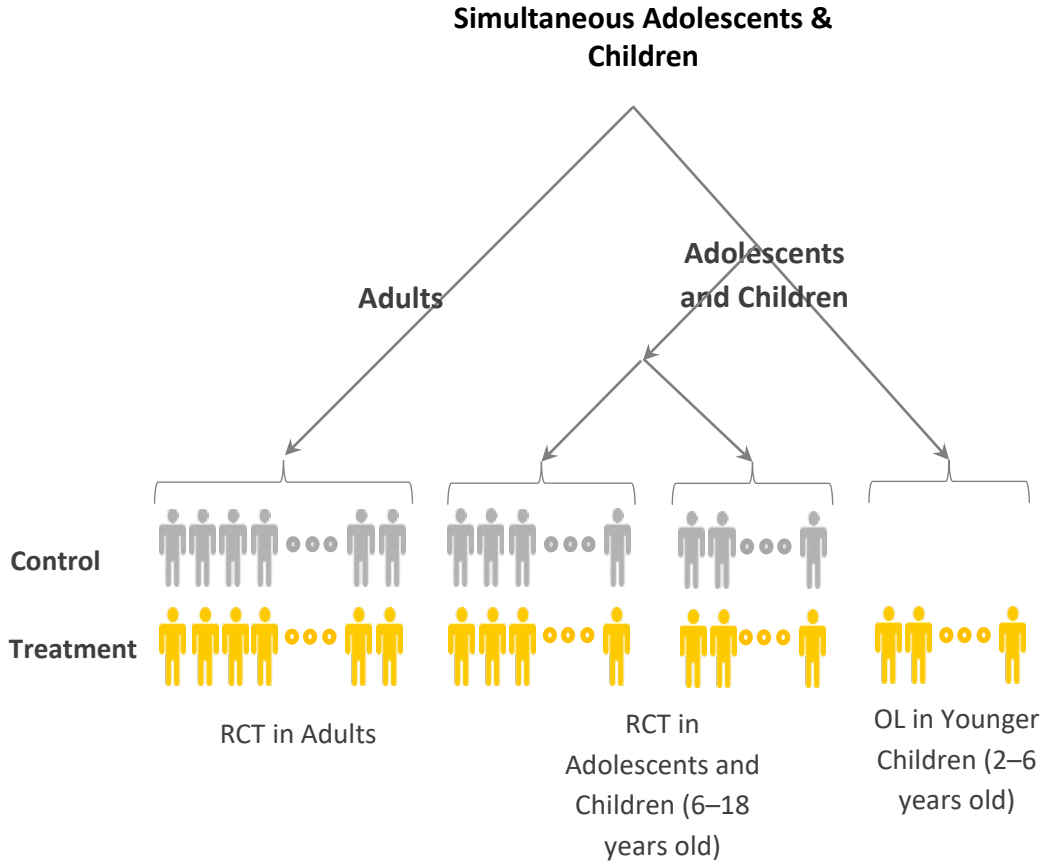 Simultaneous Adolescents &
Children
Adolescents
and Children
Adults
Control
Treatment
RCT in Adults
RCT in
Adolescents and
Children (6–18
years old)
OL in Younger
Children (2–6
years old)